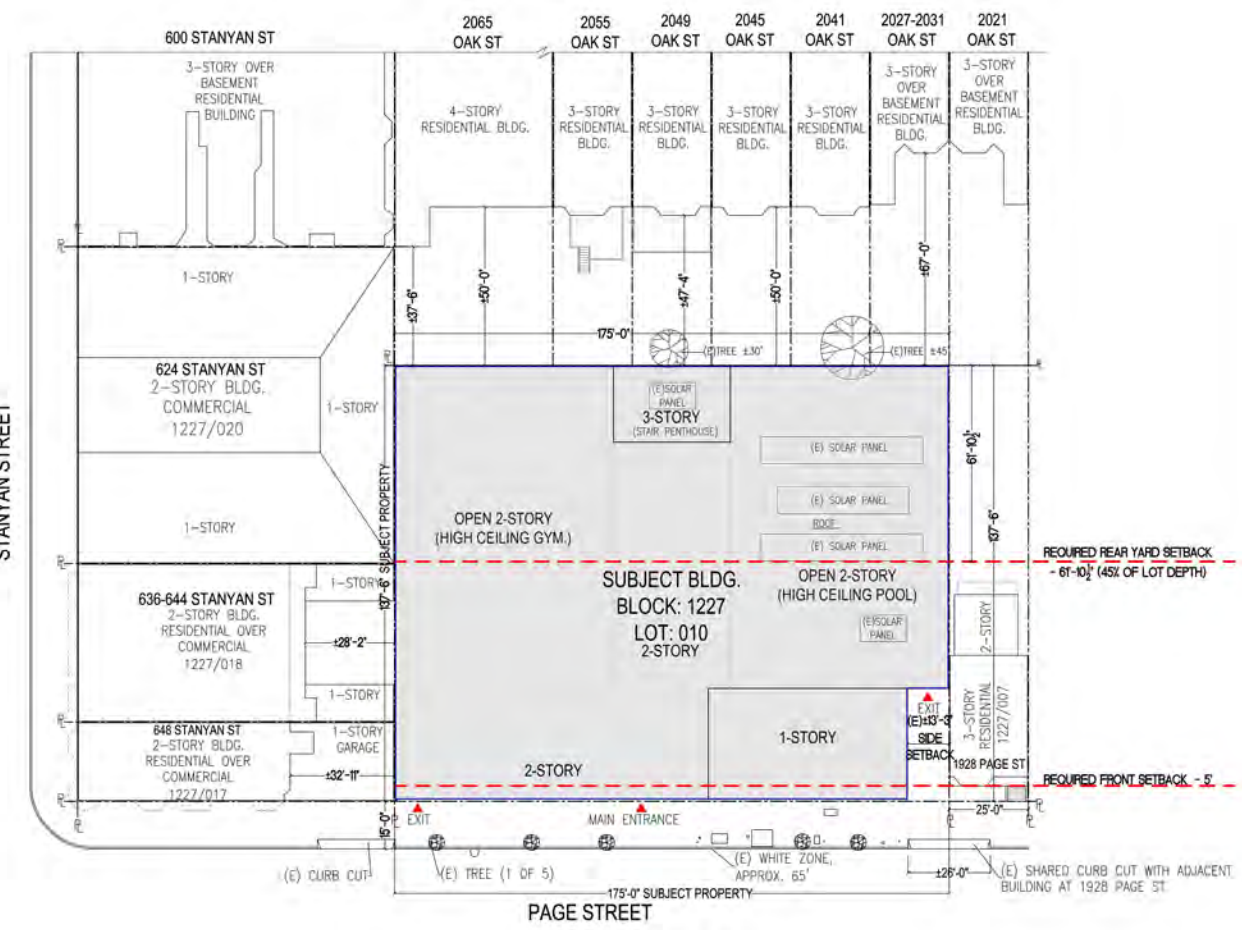 600 STANYAN ST
2065
OAK ST
2055
OAK ST
2049
OAK ST
2045
OAK ST
2041
OAK ST
2027-2031
OAK ST
2021
OAK ST
3-STORY OVER
BASEMENT
RESIDENTIAL
BUILDING
4-STORY
RESIDENTIAL BLDG.
3-STORY
RESIDENTIAL
BLDG.
3-STORY
RESIDENTIAL
BLDG.
3-STORY
RESIDENTIAL
BLDG.
3-STORY
RESIDENTIAL
BLDG.
3-STORY
OVER
BASEMENT
RESIDENTIAL
BLDG.
3-STORY
OVER
BASEMENT
RESIDENTIAL
BLDG.
1-STORY
±37'-6"
±50'-0"
±47'-4"
±50'-0"
±67'-0"
175'-0"
(E)TREE ±30'
(E)TREE ±45'
624 STANYAN ST
2-STORY BLDG.
COMMERCIAL
1227/020
1-STORY
1-STORY
STANYAN STREET
(E)SOLAR
PANEL
3-STORY
(STAIR PENTHOUSE)
(E) SOLAR PANEL
(E) SOLAR PANEL
ROOF
(E) SOLAR PANEL
61'-10½"
137'-6"
OPEN 2-STORY
(HIGH CEILING GYM.)
137'-6" SUBJECT PROPERTY
REQUIRED REAR YARD SETBACK
- 61'-10½" (45% OF LOT DEPTH)
SUBJECT BLDG.
BLOCK: 1227
LOT: 010
2-STORY
OPEN 2-STORY
(HIGH CEILING POOL)
(E)SOLAR
PANEL
636-644 STANYAN ST
2-STORY BLDG.
RESIDENTIAL OVER
COMMERCIAL
1227/018
1-STORY
±28'-2"
1-STORY
2-STORY
3-STORY
RESIDENTIAL
1227/007
1928 PAGE ST
EXIT
(E)±13'-3"
SIDE
SETBACK
648 STANYAN ST
2-STORY BLDG.
RESIDENTIAL OVER
COMMERCIAL
1227/017
1-STORY
GARAGE
±32'-11"
1-STORY
2-STORY
REQUIRED FRONT SETBACK - 5'
25'-0"
15'-0"
EXIT
MAIN ENTRANCE
(E) CURB CUT
(E) TREE (1 OF 5)
(E) WHITE ZONE,
APPROX. 65'
±26'-0"
(E) SHARED CURB CUT WITH ADJACENT
BUILDING AT 1928 PAGE ST.
175'-0" SUBJECT PROPERTY
PAGE STREET